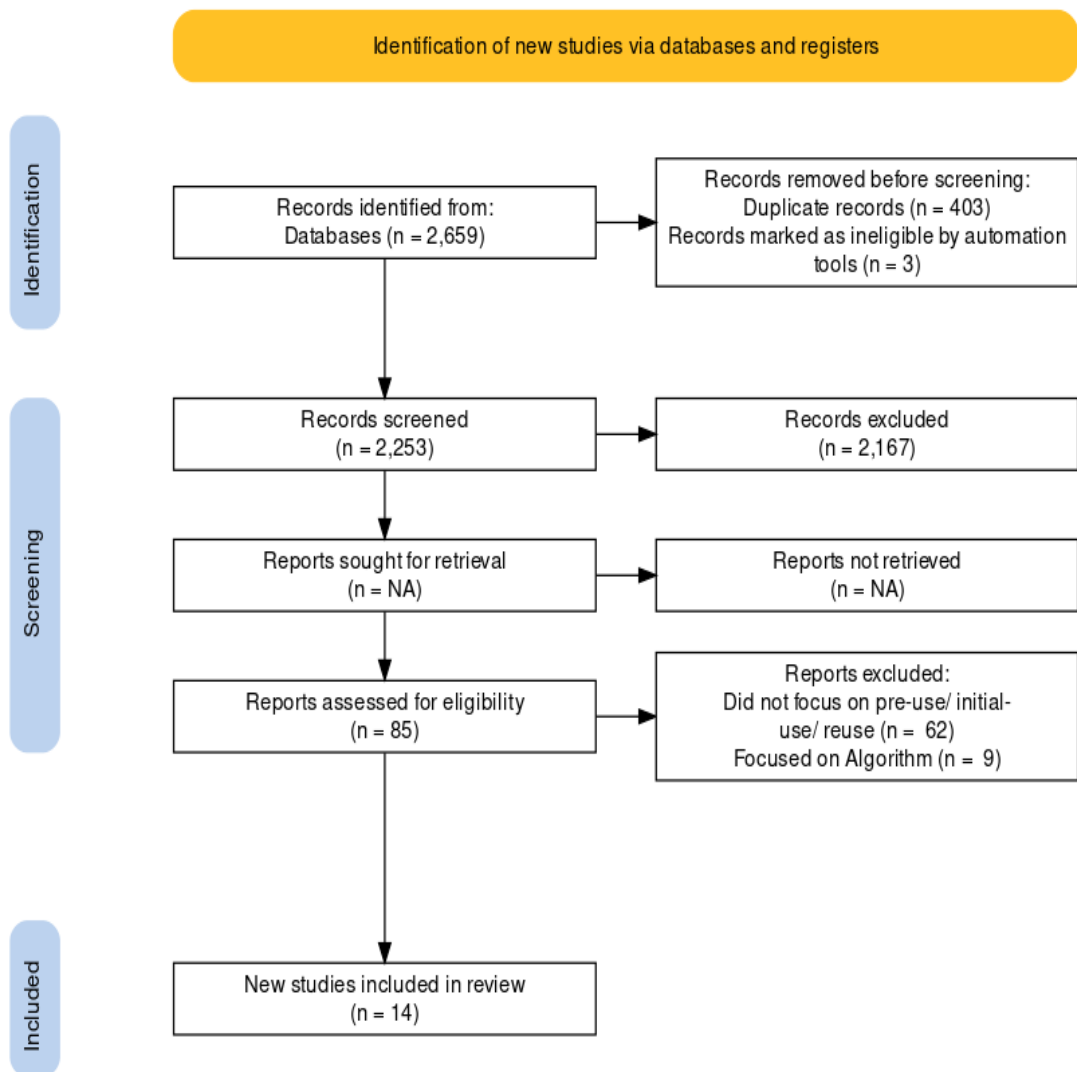 Identification of new studies via databases and registers
Identification
Records identified from:
Databases (n = 2,659)
Records removed before screening:
Duplicate records (n = 403)
Records marked as ineligible by automation
tools (n = 3)
Screening
Records screened
(n = 2,253)
Records excluded
(n = 2,167)
Reports sought for retrieval
(n = NA)
Reports not retrieved
(n = NA)
Reports assessed for eligibility
(n = 85)
Reports excluded:
Did not focus on pre-use/ initial-
use/ reuse (n = 62)
Focused on Algorithm (n = 9)
Included
New studies included in review
(n = 14)